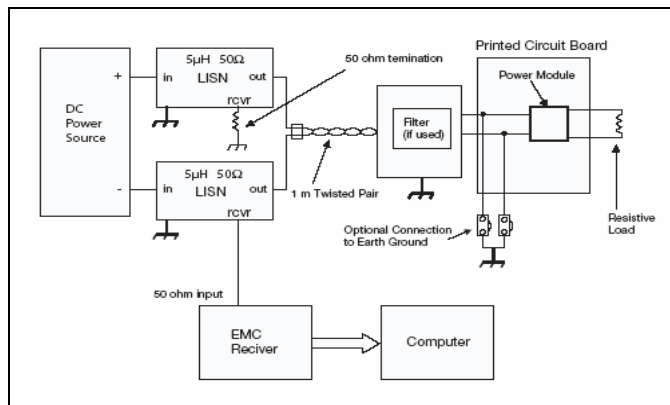 5µH 50Ω
LISN
in
out
rcvr
50 ohm temination
Printed Circuit Board
Power Module
+
DC
Power
Source
-
Filter
(if used)
5µH 50Ω
LISN
in
out
rcvr
1 m Twisted Pair
Optional Connection
to Earth Ground
Resistive
Load
50 ohm input
EMC
Reciver
Computer